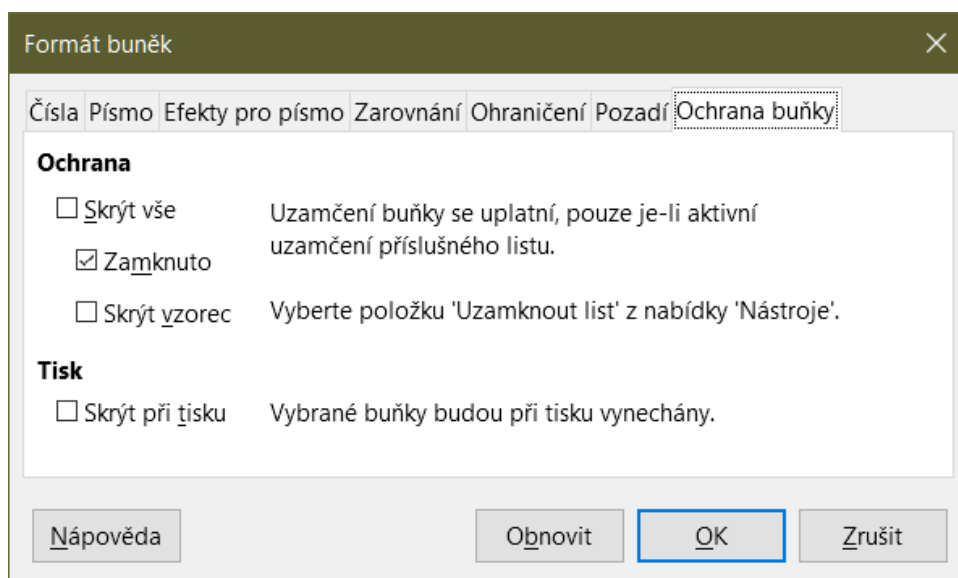 Formát buněk
Čísla Písmo Efekty pro písmo Zarovnání Ohraničení Pozadí Ochrana buňky
Ochrana
Skrýt vše
Uzamčení buňky se uplatní, pouze je-li aktivní
uzamčení příslušného listu.
Zamknuto
Skrýt vzorec
Vyberte položku 'Uzamknout list' z nabídky 'Nástroje'.
Tisk
Skrýt při tisku
Vybrané buňky budou při tisku vynechány.
Nápověda Obnovit OK Zrušit